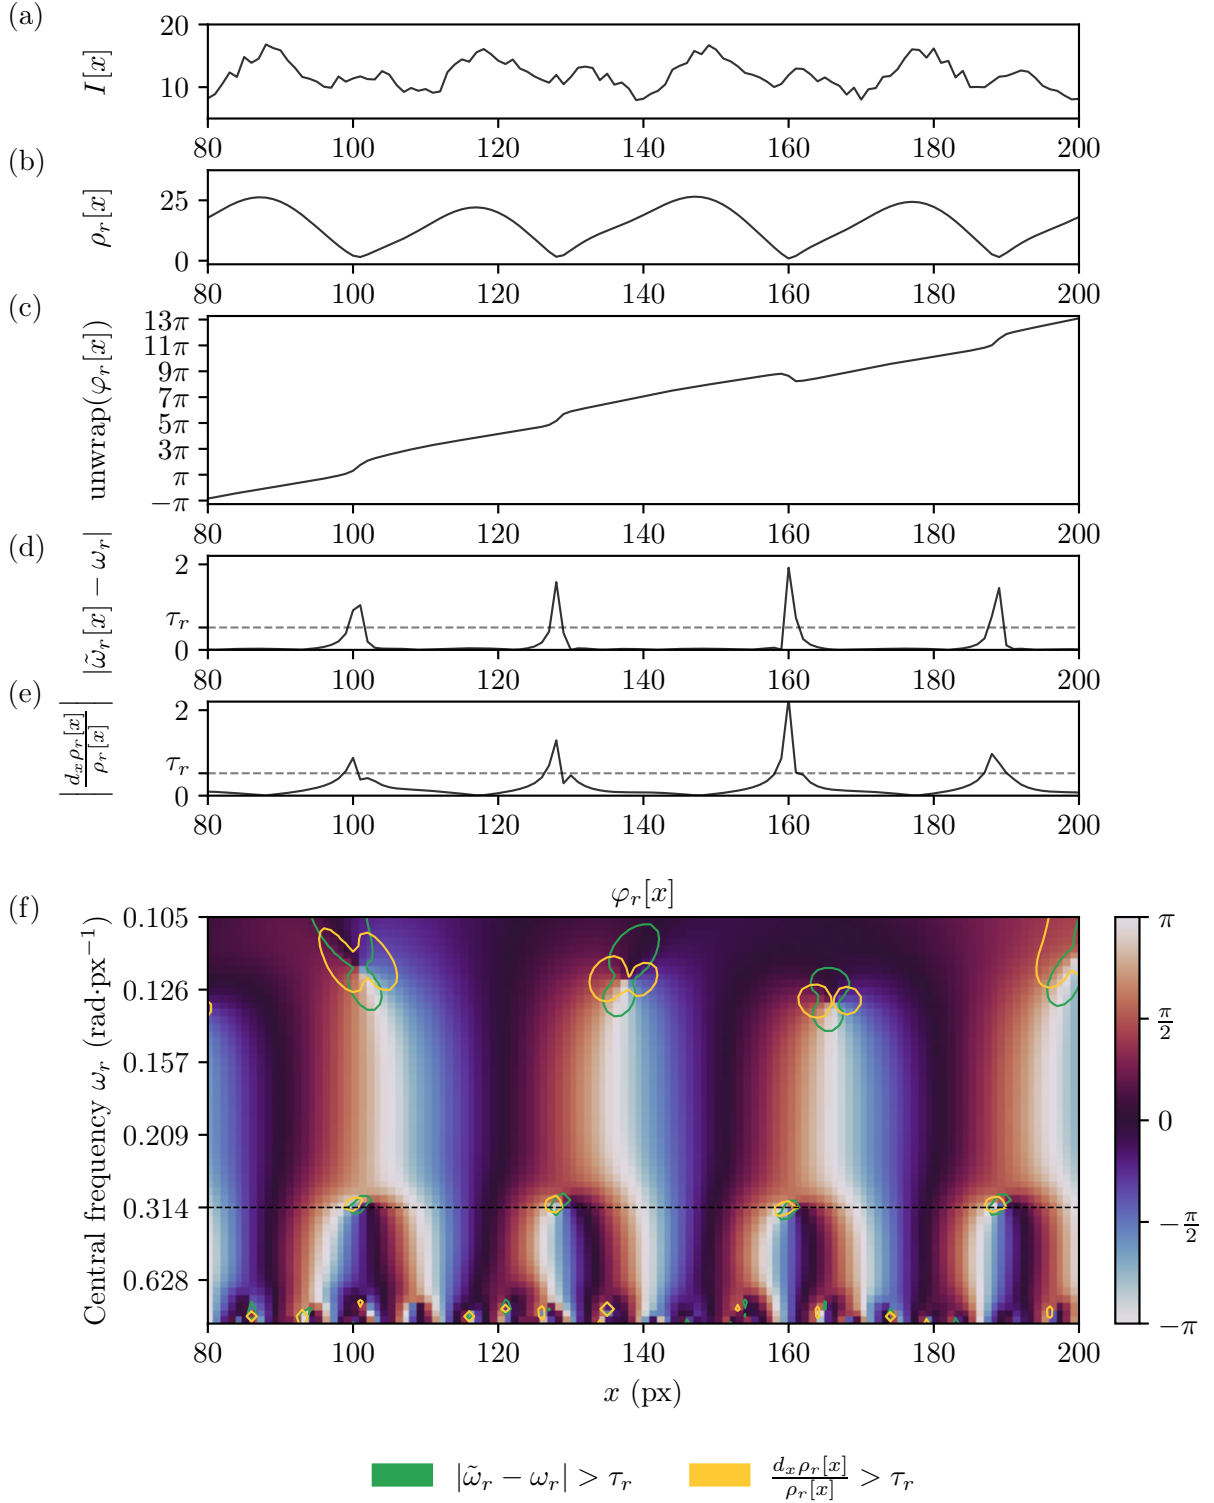 (a)
I[x]
20
10
80 100 120 140 160 180 200
(b)
ρ_r[x]
25
0
80 100 120 140 160 180 200
(c)
unwrap(φ_r[x])
13π
11π
9π
7π
5π
3π
π
−π
80 100 120 140 160 180 200
(d)
|ω̃_r[x] − ω_r|
2
τ_r
0
80 100 120 140 160 180 200
(e)
|d_xρ_r[x]/ρ_r[x]|
2
τ_r
0
80 100 120 140 160 180 200
φ_r[x]
(f)
Central frequency ω_r (rad·px⁻¹)
0.105
0.126
0.157
0.209
0.314
0.628
80 100 120 140 160 180 200
x (px)
π
π/2
0
−π/2
−π
|ω̃_r − ω_r| > τ_r
d_xρ_r[x]/ρ_r[x] > τ_r